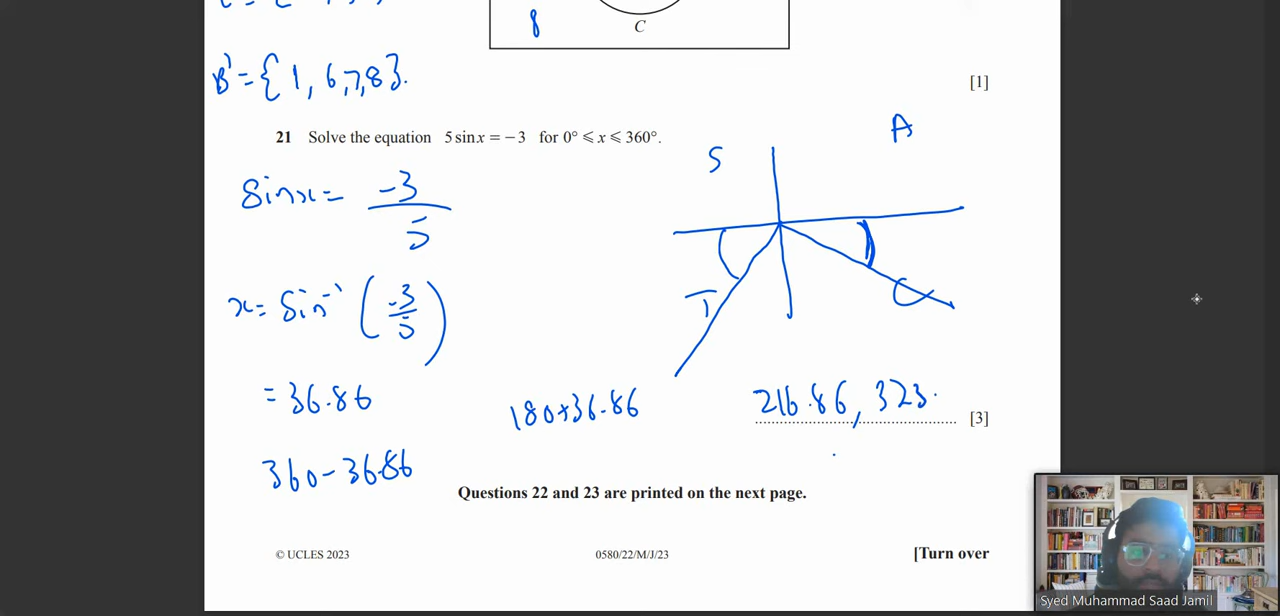 8
C
B' = { 1, 6,7,8}.
[1]
21 Solve the equation 5 sin x = −3 for 0° ⩽ x ⩽ 360°.
A
S
Sinx = -3
5
x = Sin⁻¹ ( -3
5 )
T
C
= 36.86
180+36.86
216.86, 323.
[3]
360 - 36.86
Questions 22 and 23 are printed on the next page.
© UCLES 2023
0580/22/M/J/23
[Turn over
Syed Muhammad Saad Jamil